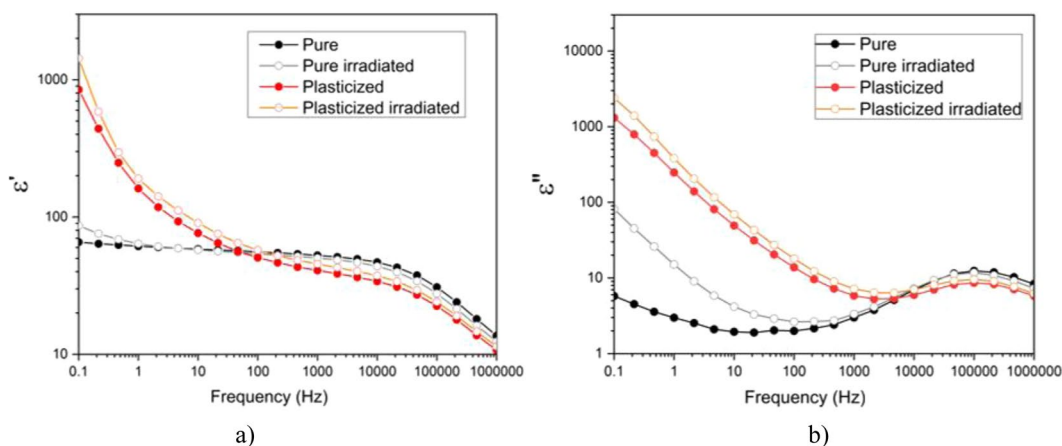 Pure
Pure irradiated
Plasticized
Plasticized irradiated
1000
100
10
ε'
0.1 1 10 100 1000 10000 100000 1000000
Frequency (Hz)
a)
Pure
Pure irradiated
Plasticized
Plasticized irradiated
10000
1000
100
10
1
ε"
0.1 1 10 100 1000 10000 100000 1000000
Frequency (Hz)
b)